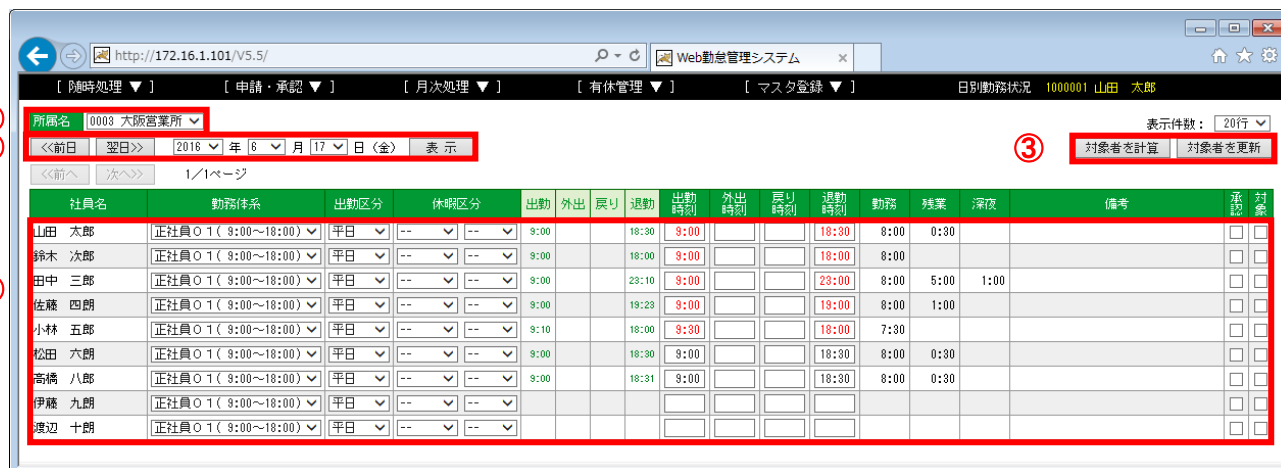 http://172.16.1.101/V5.5/ Web勤怠管理システム ×
[ 随時処理 ▼ ] [ 申請・承認 ▼ ] [ 月次処理 ▼ ] [ 有休管理 ▼ ] [ マスタ登録 ▼ ] 日別勤務状況 1000001 山田 太郎
所属名 0003 大阪営業所 表示件数： 20行
<<前日 翌日>> 2016 年 6 月 17 日 (金) 表 示 ③ 対象者を計算 対象者を更新
<<前へ 次へ>> 1/1ページ
社員名 勤務体系 出勤区分 休暇区分 出勤 外出 戻り 退勤 出勤時刻 外出時刻 戻り時刻 退勤時刻 勤務 残業 深夜 備考 承認 対象
山田 太郎 正社員０１( 9:00～18:00) 平日 -- -- 9:00 18:30 9:00 18:30 8:00 0:30
鈴木 次郎 正社員０１( 9:00～18:00) 平日 -- -- 9:00 18:00 9:00 18:00 8:00
田中 三郎 正社員０１( 9:00～18:00) 平日 -- -- 9:00 23:10 9:00 23:00 8:00 5:00 1:00
佐藤 四朗 正社員０１( 9:00～18:00) 平日 -- -- 9:00 19:23 9:00 19:00 8:00 1:00
小林 五郎 正社員０１( 9:00～18:00) 平日 -- -- 9:10 18:00 9:30 18:00 7:30
松田 六朗 正社員０１( 9:00～18:00) 平日 -- -- 9:00 18:30 9:00 18:30 8:00 0:30
高橋 八郎 正社員０１( 9:00～18:00) 平日 -- -- 9:00 18:31 9:00 18:30 8:00 0:30
伊藤 九朗 正社員０１( 9:00～18:00) 平日 -- --
渡辺 十朗 正社員０１( 9:00～18:00) 平日 -- --